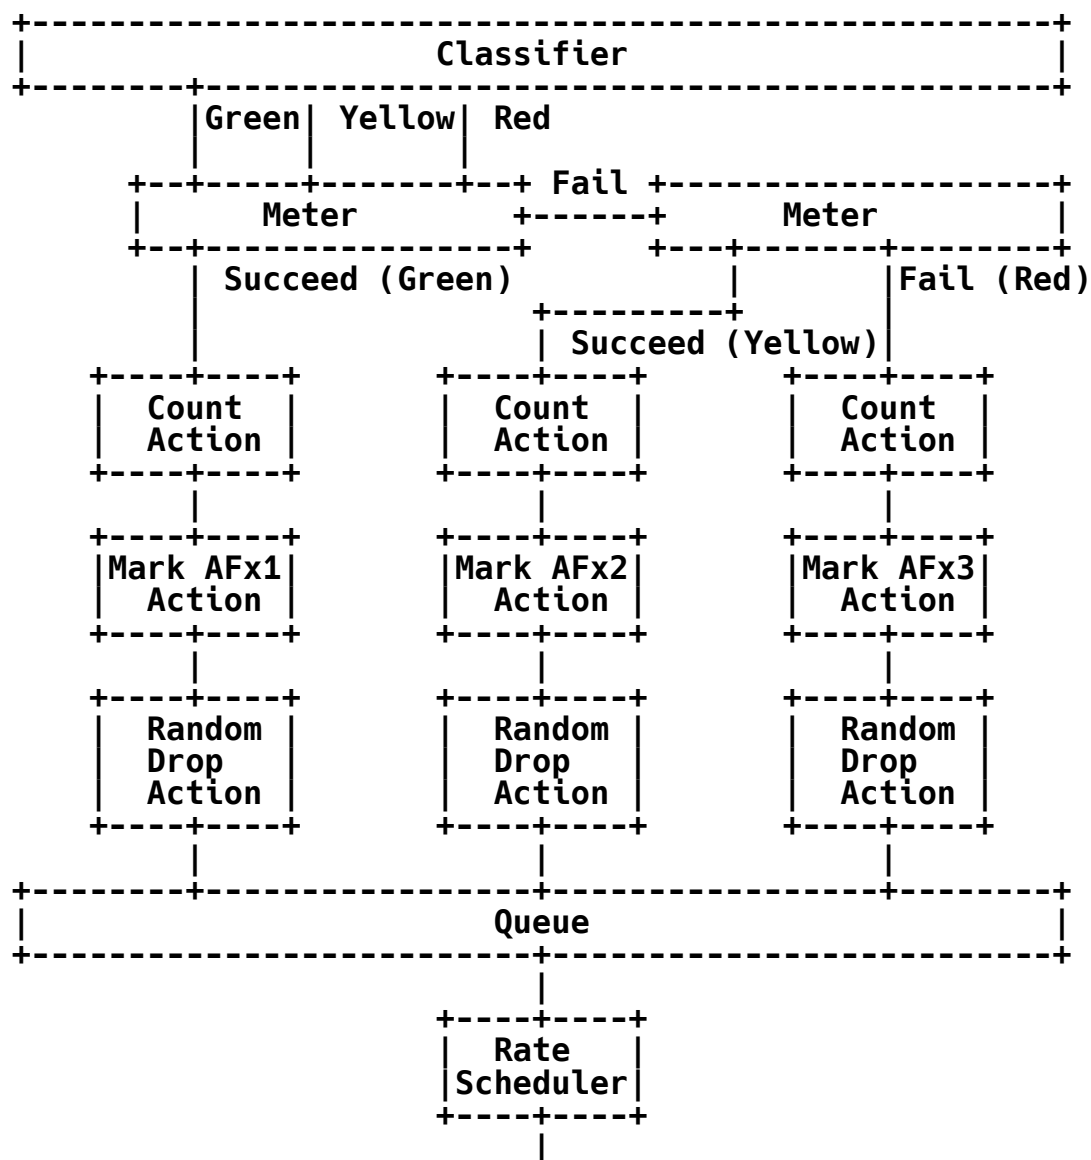 Classifier
Green Yellow Red
Fail
Meter Meter
Succeed (Green) Fail (Red)
Succeed (Yellow)
Count Count Count
Action Action Action
Mark AFx1 Mark AFx2 Mark AFx3
Action Action Action
Random Random Random
Drop Drop Drop
Action Action Action
Queue
Rate
Scheduler